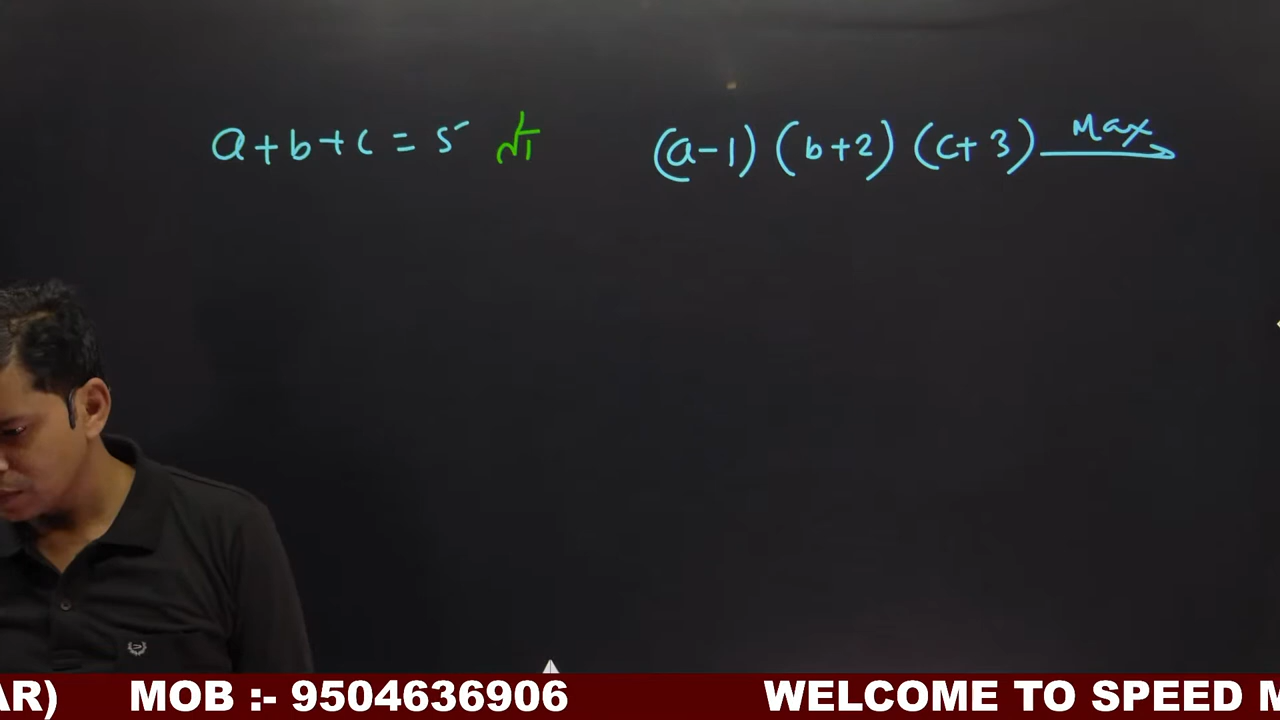 a+b+c = 5 (a-1) (b+2) (c+3) Max
AR) MOB :- 9504636906 WELCOME TO SPEED M